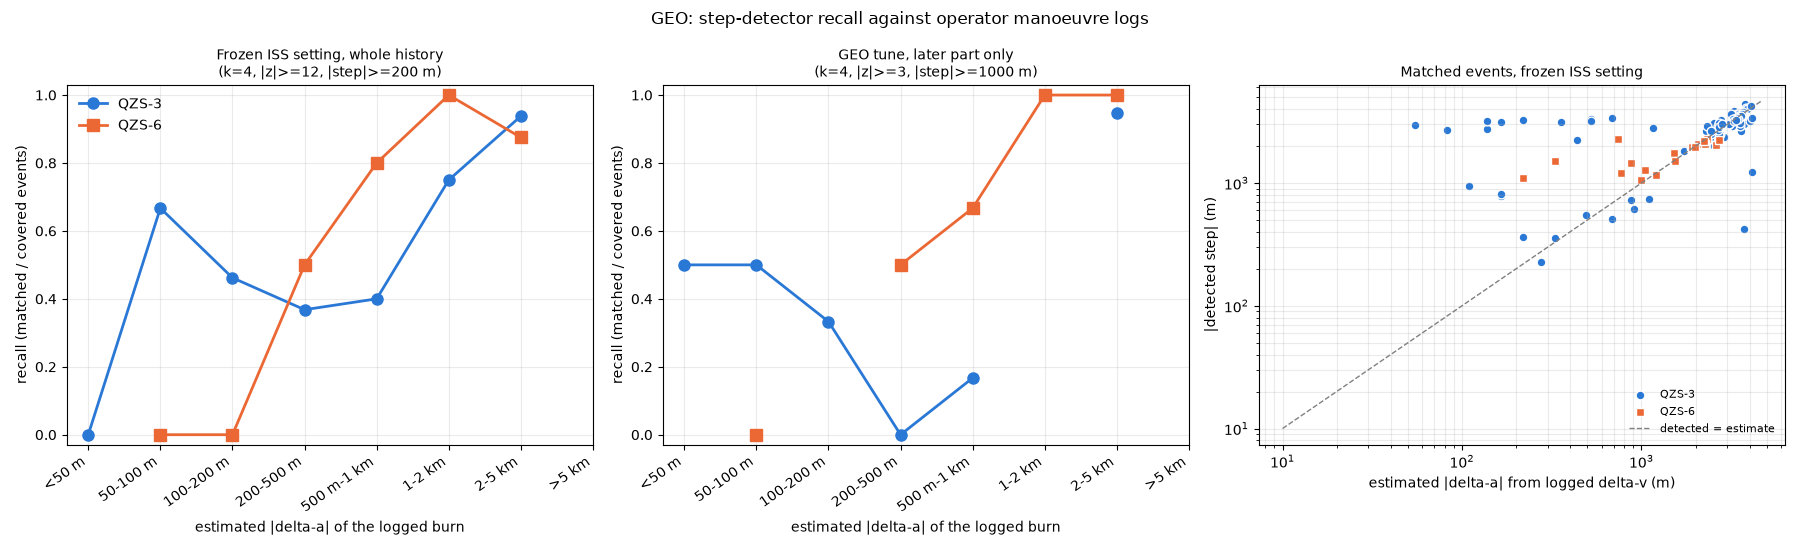 GEO: step-detector recall against operator manoeuvre logs
Frozen ISS setting, whole history
(k=4, |z|>=12, |step|>=200 m)
recall (matched / covered events)
1.0
0.8
0.6
0.4
0.2
0.0
QZS-3
QZS-6
<50 m
50-100 m
100-200 m
200-500 m
500 m-1 km
1-2 km
2-5 km
>5 km
estimated |delta-a| of the logged burn
GEO tune, later part only
(k=4, |z|>=3, |step|>=1000 m)
recall (matched / covered events)
1.0
0.8
0.6
0.4
0.2
0.0
<50 m
50-100 m
100-200 m
200-500 m
500 m-1 km
1-2 km
2-5 km
>5 km
estimated |delta-a| of the logged burn
Matched events, frozen ISS setting
|detected step| (m)
10³
10²
10¹
QZS-3
QZS-6
detected = estimate
10¹
10²
10³
estimated |delta-a| from logged delta-v (m)